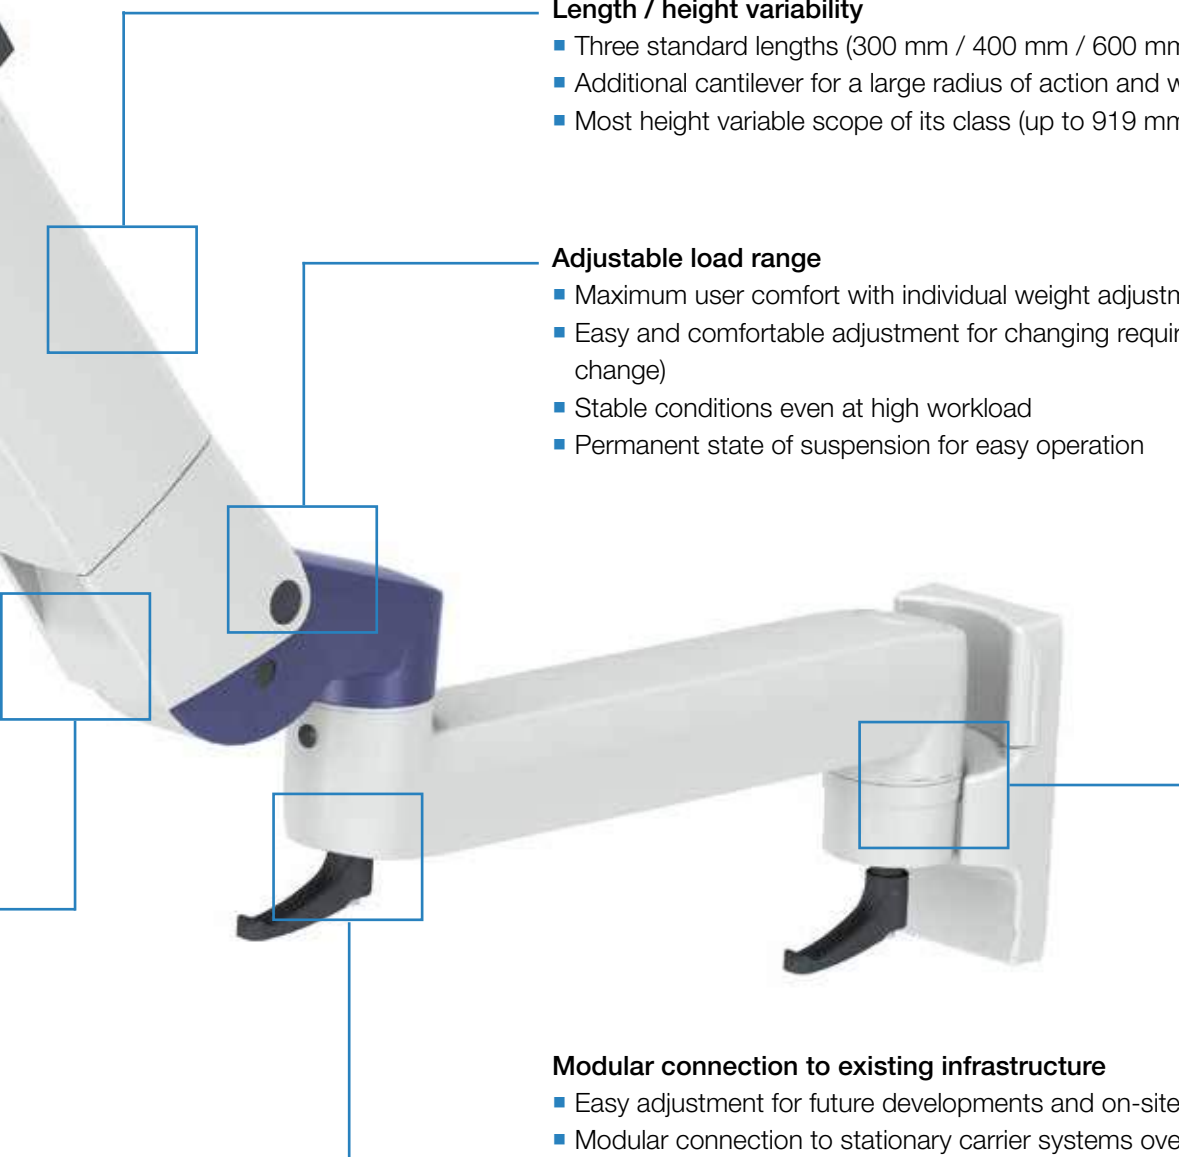 Length / height variability
▪ Three standard lengths (300 mm / 400 mm / 600 mm
▪ Additional cantilever for a large radius of action and
▪ Most height variable scope of its class (up to 919 mm
Adjustable load range
▪ Maximum user comfort with individual weight
▪ Easy and comfortable adjustment for changing
change)
▪ Stable conditions even at high workload
▪ Permanent state of suspension for easy operation
Modular connection to existing infrastructure
▪ Easy adjustment for future developments and on-site
▪ Modular connection to stationary carrier systems